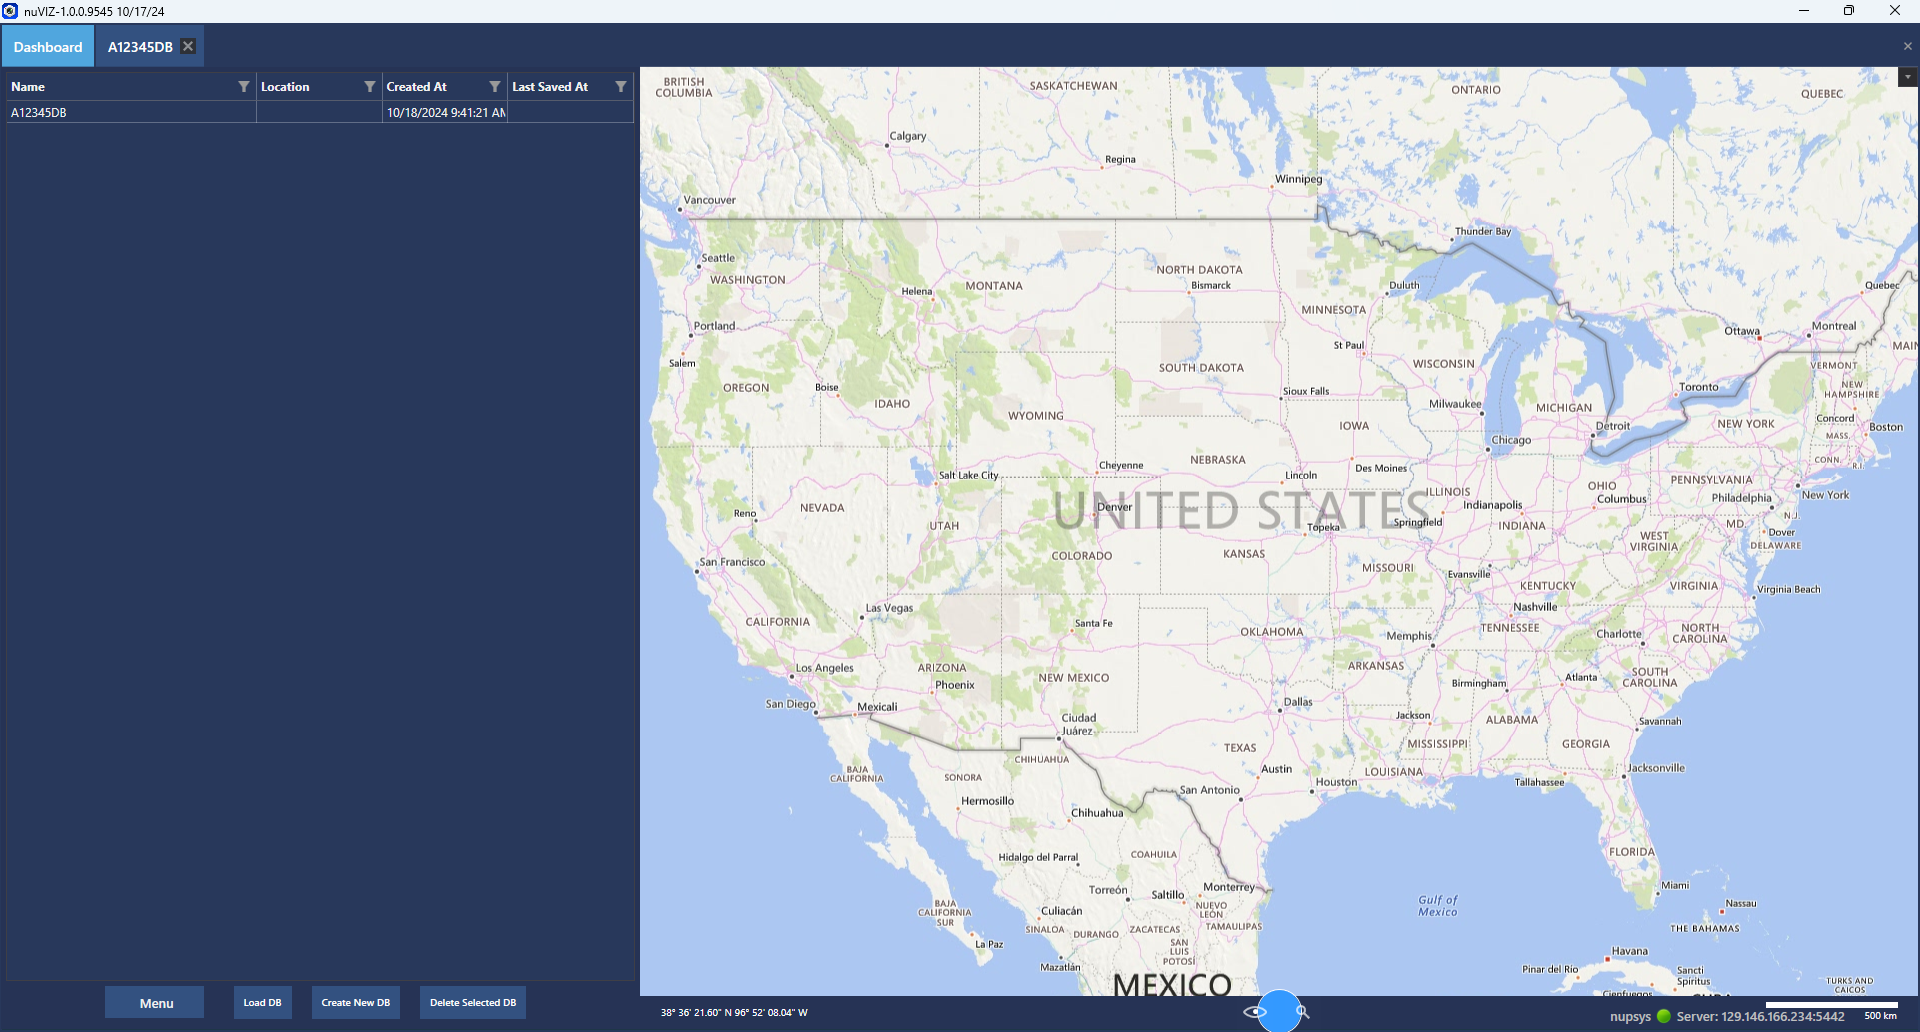 nuVIZ-1.0.0.9545 10/17/24
Dashboard A12345DB
Name Location Created At Last Saved At
A12345DB 10/18/2024 9:41:21 AM
Menu Load DB Create New DB Delete Selected DB
BRITISH
COLUMBIA
SASKATCHEWAN
ONTARIO
QUEBEC
Calgary
Regina
Winnipeg
Vancouver
Thunder Bay
Seattle
WASHINGTON
NORTH DAKOTA
Bismarck
Helena
MONTANA
Duluth
Quebec
MINNESOTA
Portland
Ottawa
Montreal
St Paul
MAIN
Salem
WISCONSIN
VERMONT
SOUTH DAKOTA
OREGON
Boise
IDAHO
Sioux Falls
Toronto
NEW
HAMPSHIRE
WYOMING
Milwaukee
MICHIGAN
Concord
IOWA
Detroit
NEW YORK
Boston
MASS.
Chicago
CONN.
R.I.
Cheyenne
NEBRASKA
Des Moines
Salt Lake City
Lincoln
OHIO
PENNSYLVANIA
ILLINOIS
Columbus
Philadelphia
New York
NEVADA
Denver
UNITED STATES
Indianapolis
Reno
UTAH
Topeka
Springfield
INDIANA
MD.
N.J.
Dover
WEST
VIRGINIA
DELAWARE
COLORADO
KANSAS
San Francisco
MISSOURI
Evansville
KENTUCKY
VIRGINIA
Virginia Beach
Las Vegas
Nashville
CALIFORNIA
Santa Fe
OKLAHOMA
Memphis
TENNESSEE
Charlotte
NORTH
CAROLINA
Los Angeles
ARIZONA
ARKANSAS
NEW MEXICO
Phoenix
Birmingham
Atlanta
SOUTH
CAROLINA
San Diego
Mexicali
Dallas
Ciudad
Juárez
Jackson
ALABAMA
Savannah
TEXAS
MISSISSIPPI
GEORGIA
CHIHUAHUA
BAJA
CALIFORNIA
SONORA
Austin
LOUISIANA
Jacksonville
Houston
Tallahassee
San Antonio
Hermosillo
Chihuahua
Hidalgo del Parral
COAHUILA
FLORIDA
Torreón
Saltillo
Monterrey
Miami
BAJA
CALIFORNIA
SUR
Culiacán
NUEVO
LEÓN
Gulf of
Mexico
Nassau
SINALOA
DURANGO
ZACATECAS
TAMAULIPAS
THE BAHAMAS
La Paz
SAN
LUIS
POTOSÍ
Havana
Mazatlán
Pinar del Río
Sancti
Spíritus
MEXICO
TURKS AND
CAICOS
Cienfuegos
CUBA
38° 36' 21.60" N 96° 52' 08.04" W
nupsys Server: 129.146.166.234:5442 500 km